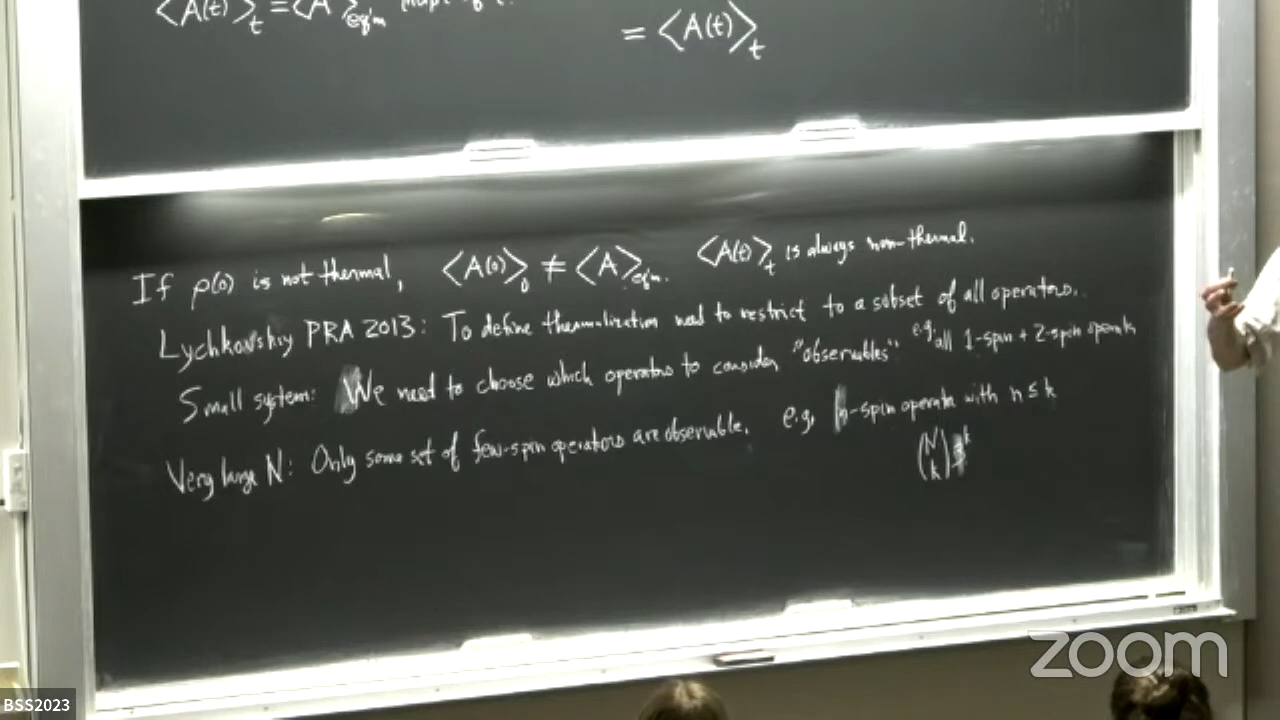 ⟨A(t)⟩_t = ⟨A⟩_eq'm
= ⟨A(t)⟩_t
If ρ(0) is not thermal, ⟨A(0)⟩_0 ≠ ⟨A⟩_eq'm. ⟨A(t)⟩_t is always non-thermal.
Lychkovskiy PRA 2013: To define thermalization need to restrict to a subset of all operators.
Small system: We need to choose which operators to consider "observables" e.g. all 1-spin + 2-spin operators
Very large N: Only some set of few-spin operators are observable. e.g. n-spin operators with n ≤ k
(N k) 3^k
zoom
BSS2023